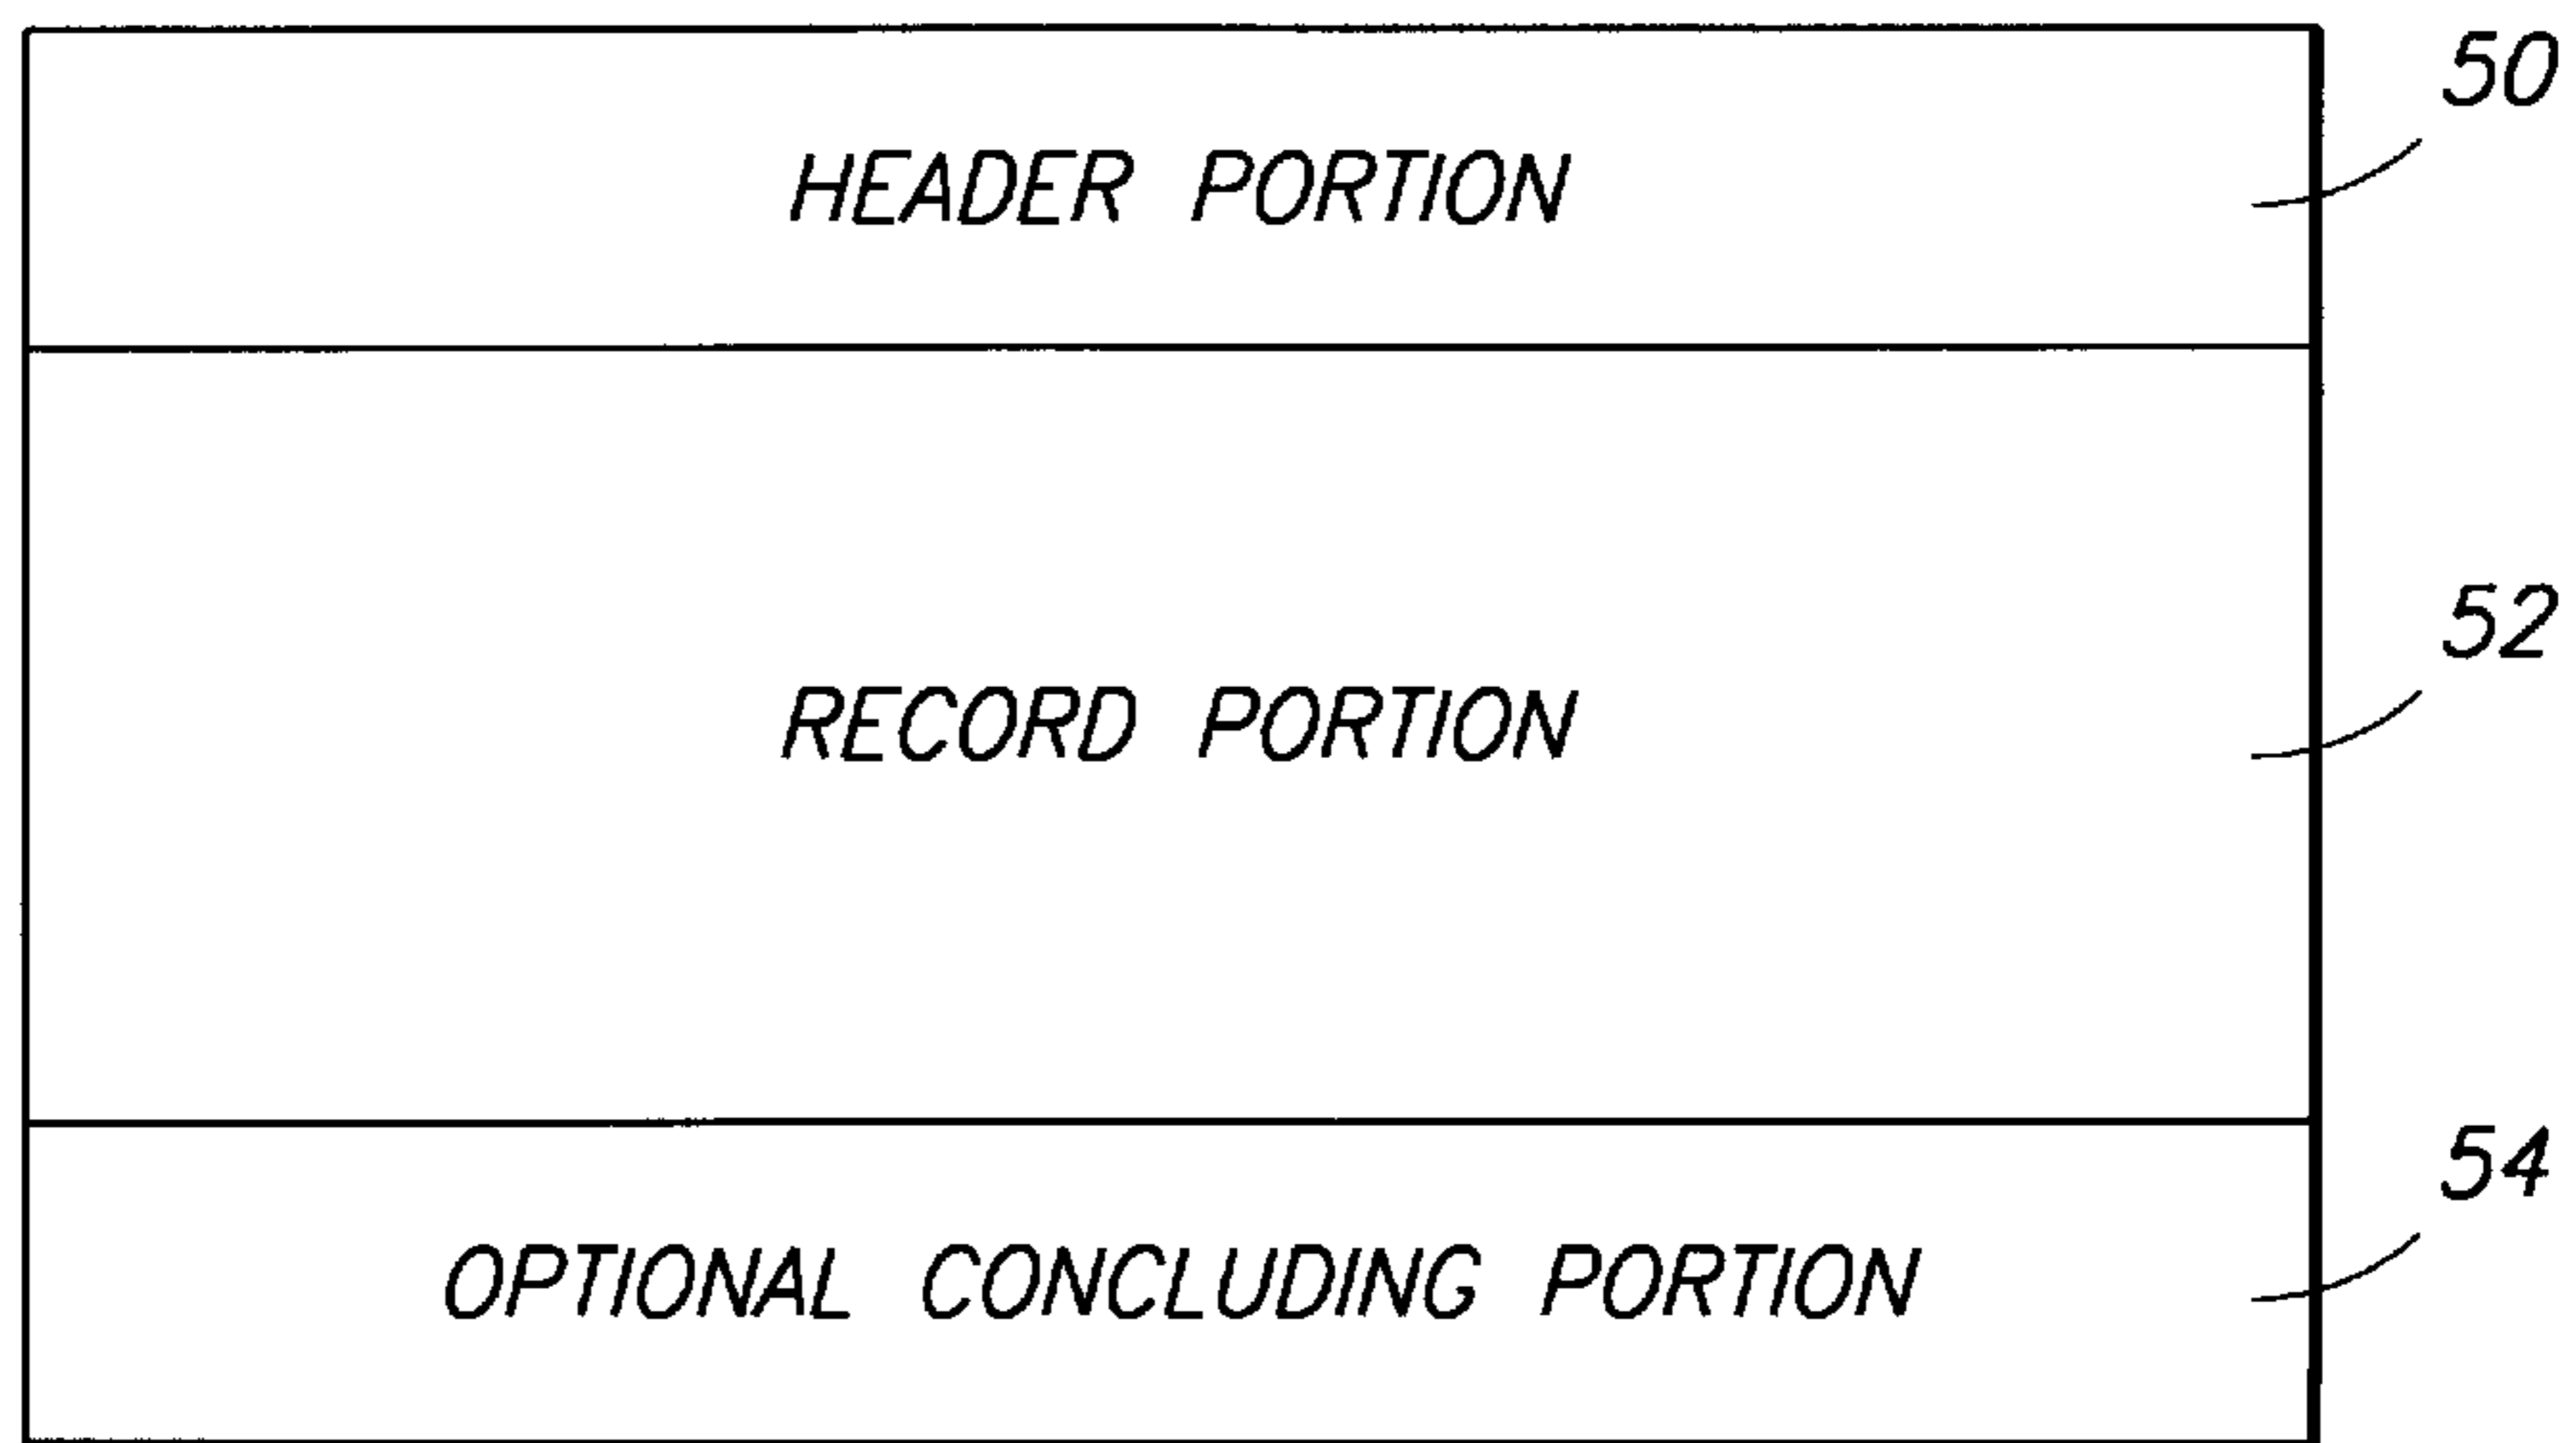 50
HEADER PORTION
52
RECORD PORTION
54
OPTIONAL CONCLUDING PORTION